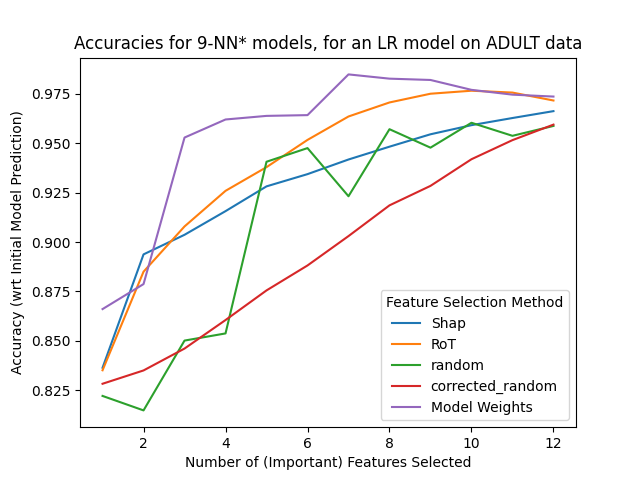 Accuracies for 9-NN* models, for an LR model on ADULT data
Accuracy (wrt Initial Model Prediction)
0.975
0.950
0.925
0.900
0.875
0.850
0.825
Feature Selection Method
Shap
RoT
random
corrected_random
Model Weights
2 4 6 8 10 12
Number of (Important) Features Selected